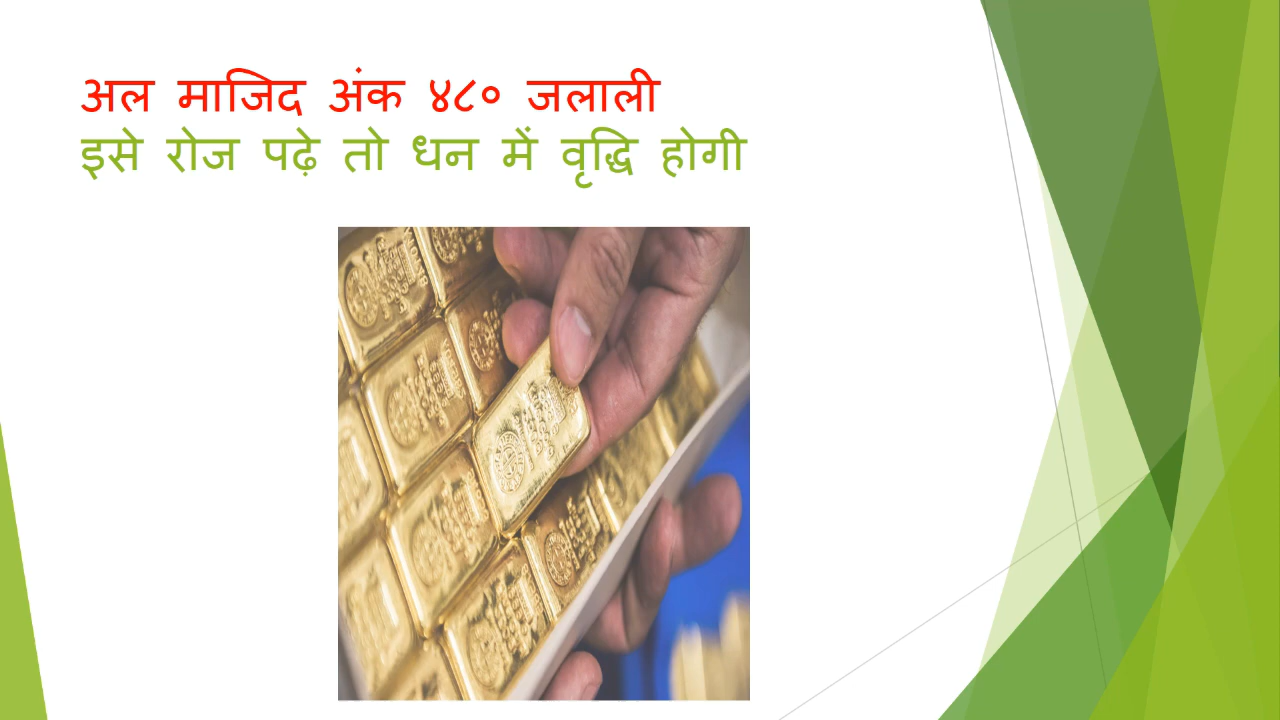 अल माजिद अंक ४८० जलाली
इसे रोज पढ़े तो धन में वृद्धि होगी